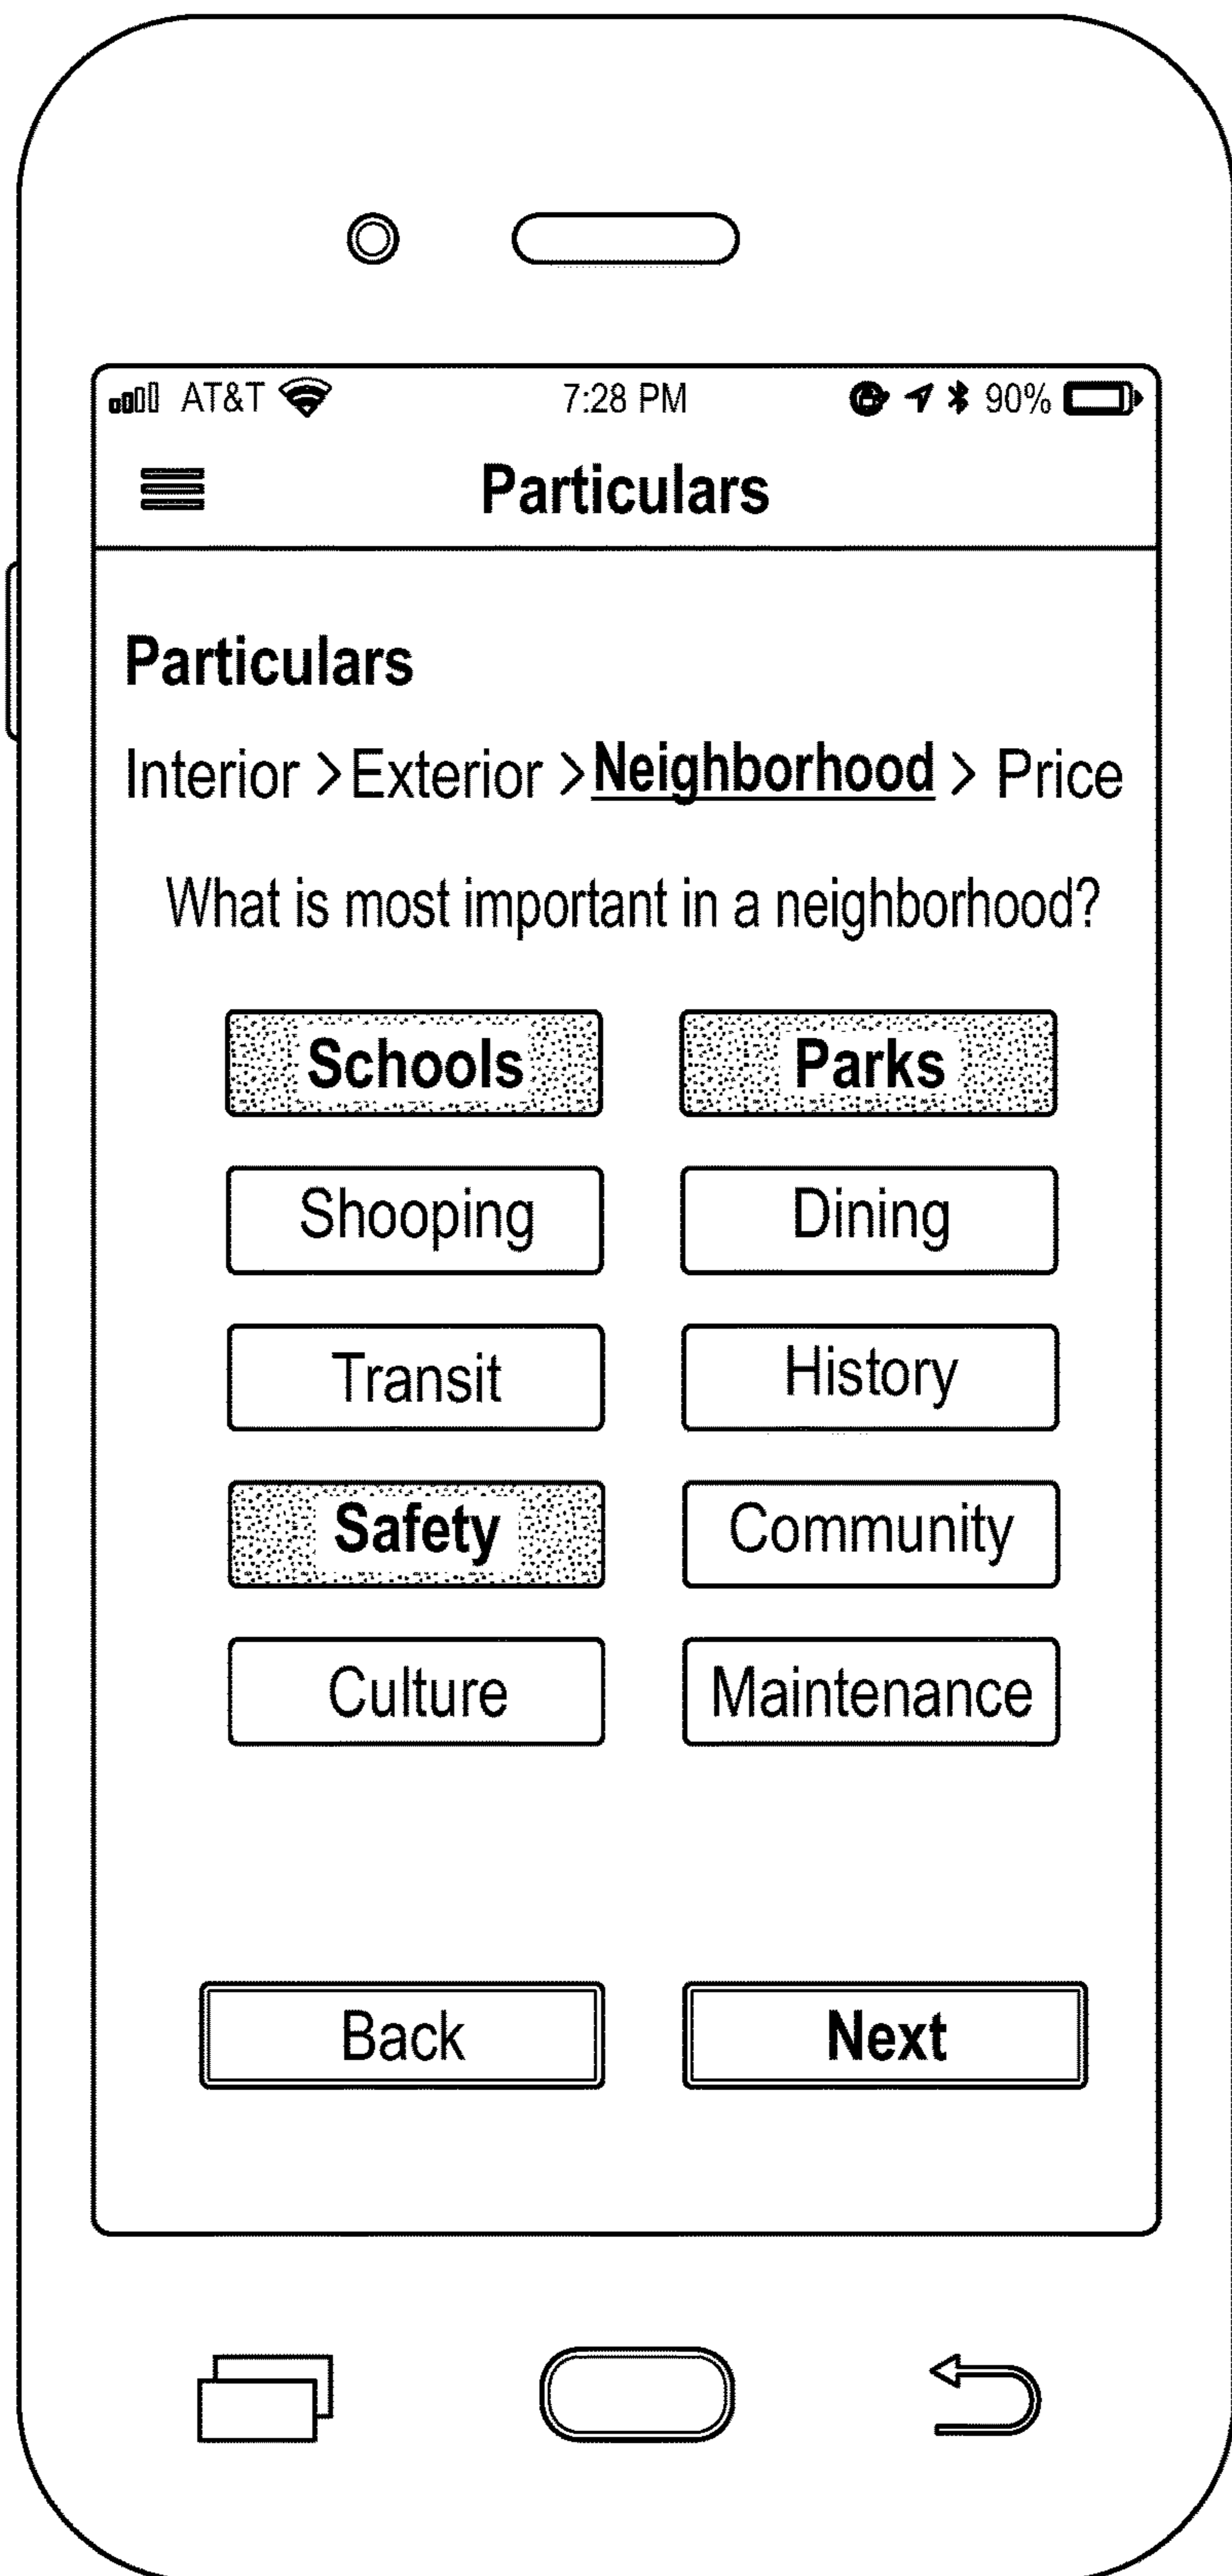 AT&T 7:28 PM 90%
Particulars
Particulars
Interior > Exterior > Neighborhood > Price
What is most important in a neighborhood?
Schools Parks
Shooping Dining
Transit History
Safety Community
Culture Maintenance
Back Next